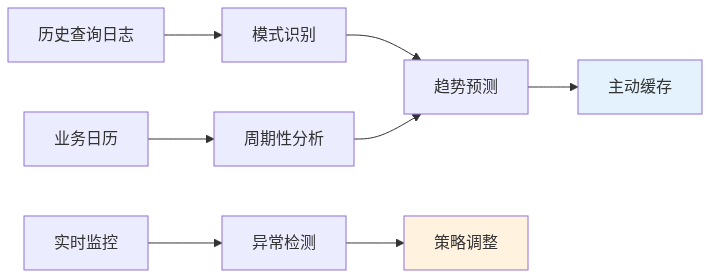 历史查询日志
模式识别
趋势预测
主动缓存
业务日历
周期性分析
实时监控
异常检测
策略调整